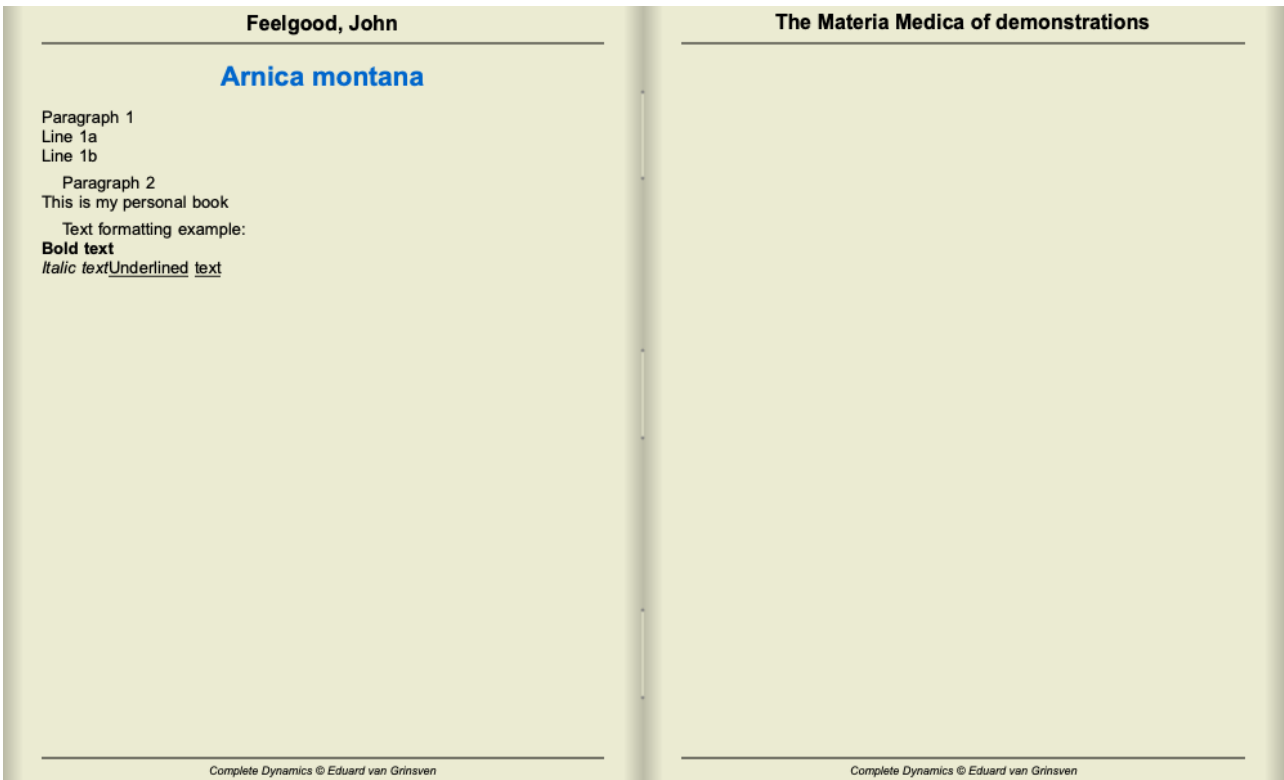 Feelgood, John
Arnica montana
Paragraph 1
Line 1a
Line 1b
Paragraph 2
This is my personal book
Text formatting example:
Bold text
Italic textUnderlined text
Complete Dynamics © Eduard van Grinsven
The Materia Medica of demonstrations
Complete Dynamics © Eduard van Grinsven